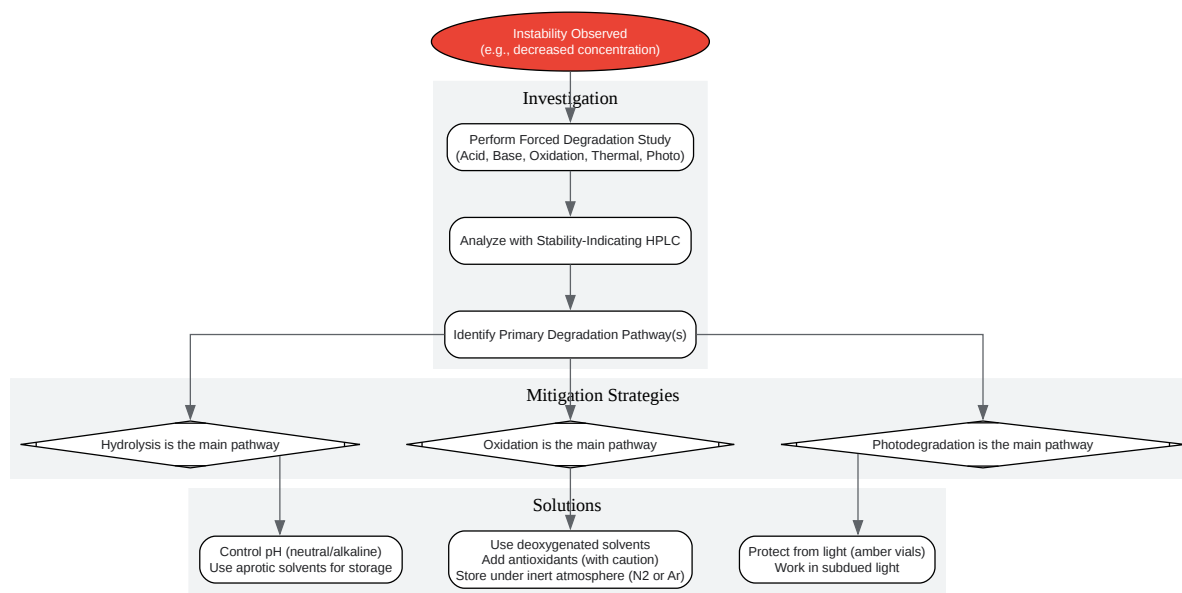 Instability Observed
(e.g., decreased concentration)
Investigation
Perform Forced Degradation Study
(Acid, Base, Oxidation, Thermal, Photo)
Analyze with Stability-Indicating HPLC
Identify Primary Degradation Pathway(s)
Mitigation Strategies
Hydrolysis is the main pathway
Oxidation is the main pathway
Photodegradation is the main pathway
Solutions
Control pH (neutral/alkaline)
Use aprotic solvents for storage
Use deoxygenated solvents
Add antioxidants (with caution)
Store under inert atmosphere (N2 or Ar)
Protect from light (amber vials)
Work in subdued light